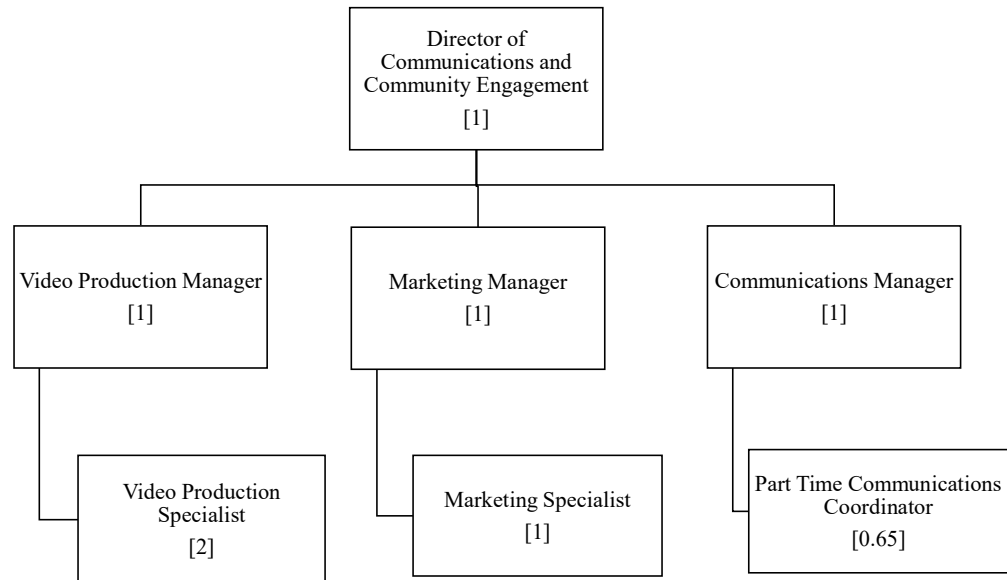 Director of
Communications and
Community Engagement
[1]
Video Production Manager
[1]
Marketing Manager
[1]
Communications Manager
[1]
Video Production
Specialist
[2]
Marketing Specialist
[1]
Part Time Communications
Coordinator
[0.65]